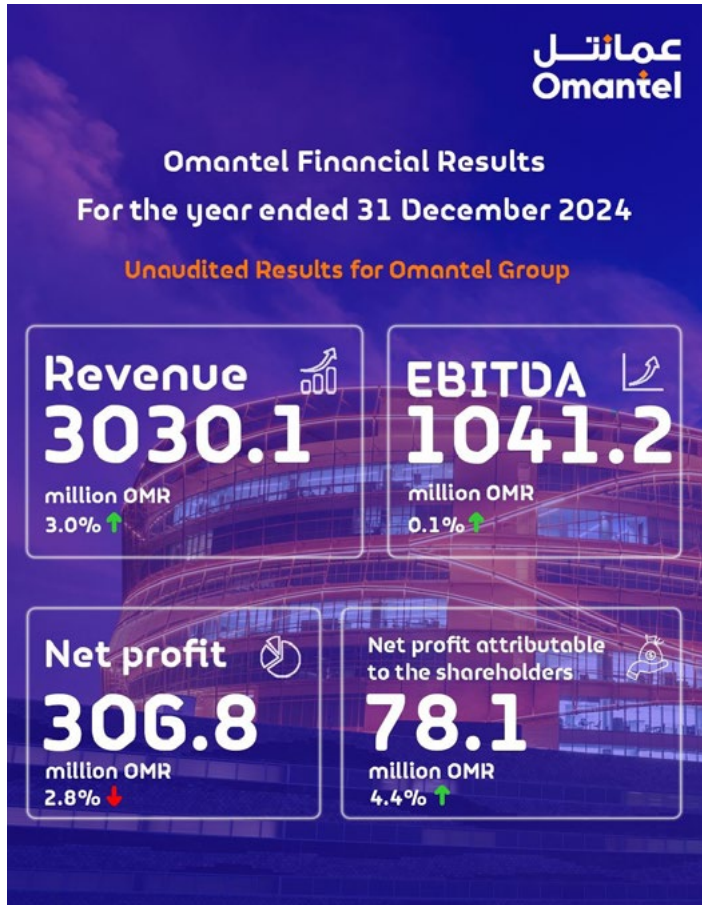 عمانتل
Omantel
Omantel Financial Results
For the year ended 31 December 2024
Unaudited Results for Omantel Group
Revenue
3030.1
million OMR
3.0%
EBITDA
1041.2
million OMR
0.1%
Net profit
306.8
million OMR
2.8%
Net profit attributable
to the shareholders
78.1
million OMR
4.4%